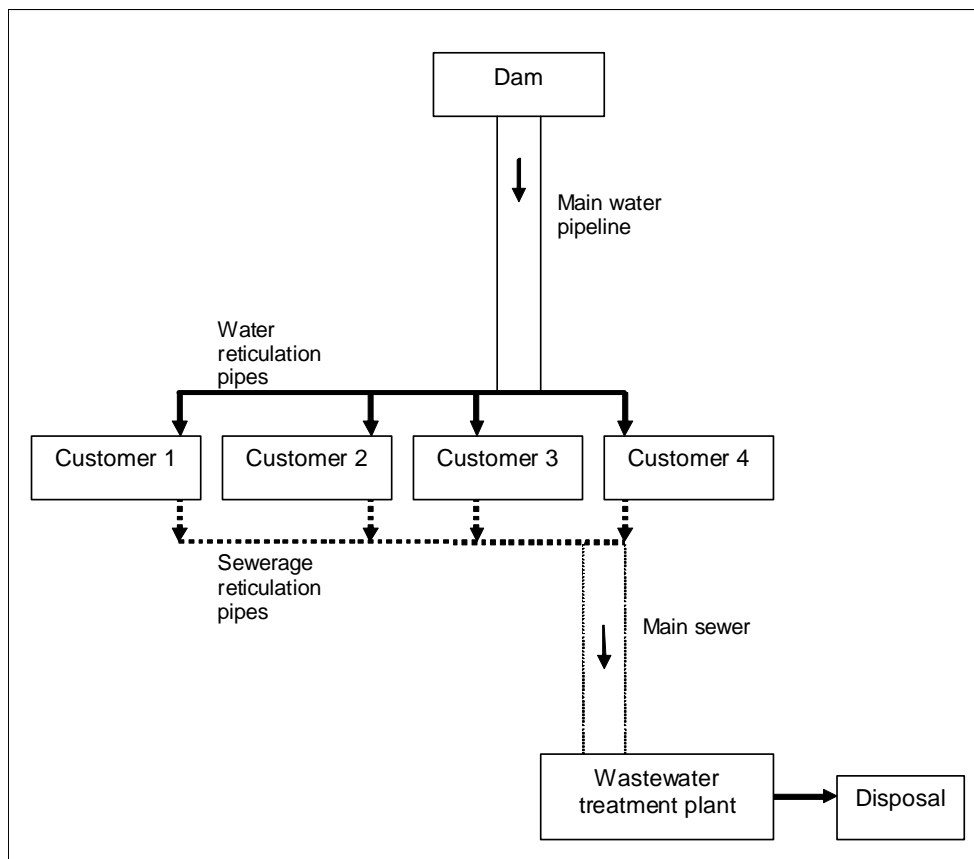 Dam
Main water
pipeline
Water
reticulation
pipes
Customer 1
Customer 2
Customer 3
Customer 4
Sewerage
reticulation
pipes
Main sewer
Wastewater
treatment plant
Disposal